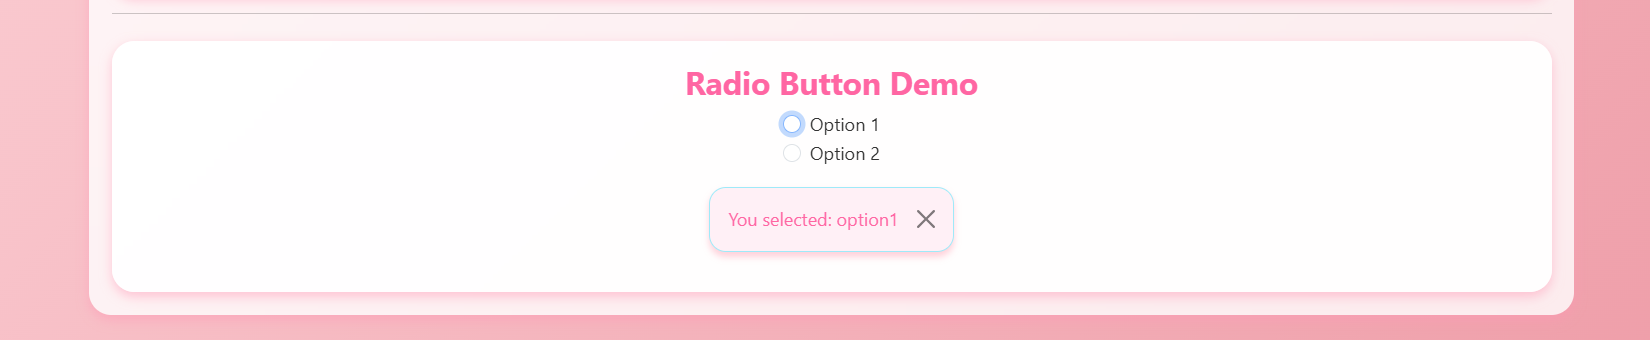 Radio Button Demo
Option 1
Option 2
You selected: option1